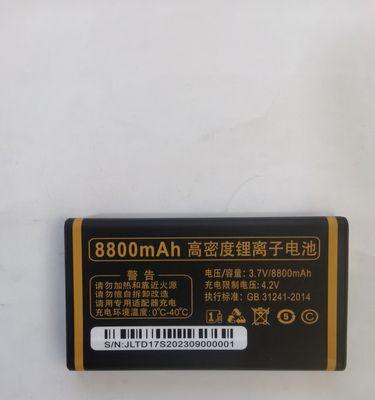 8800mAh 高密度锂离子电池
警告
请勿加热和靠近火源
请勿擅自拆卸改造
请用专用适配器充电
充电环境温度: 0℃-40℃
电压/容量: 3.7V/8800mAh
充电限制电压: 4.2V
执行标准: GB 31241-2014
S/N:JLTD17S202309000001